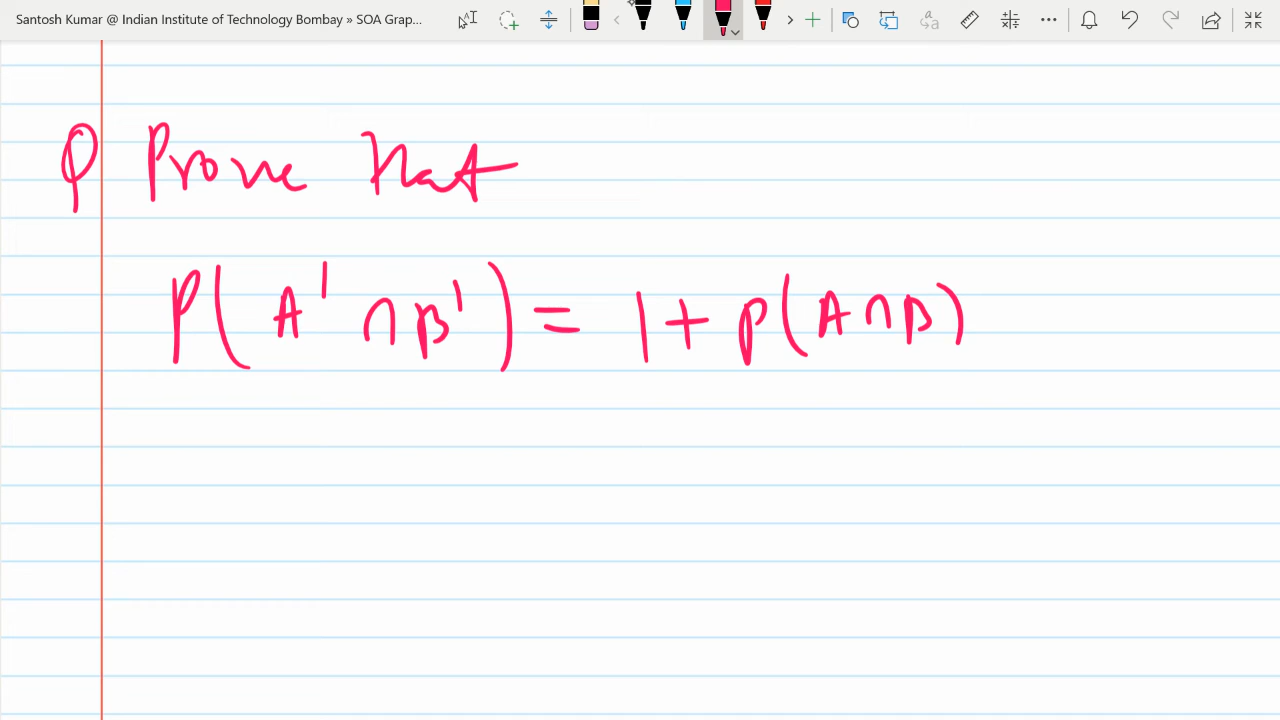 Santosh Kumar @ Indian Institute of Technology Bombay » SOA Grap...
Q Prove that
P(A' ∩ B') = 1 + P(A ∩ B)